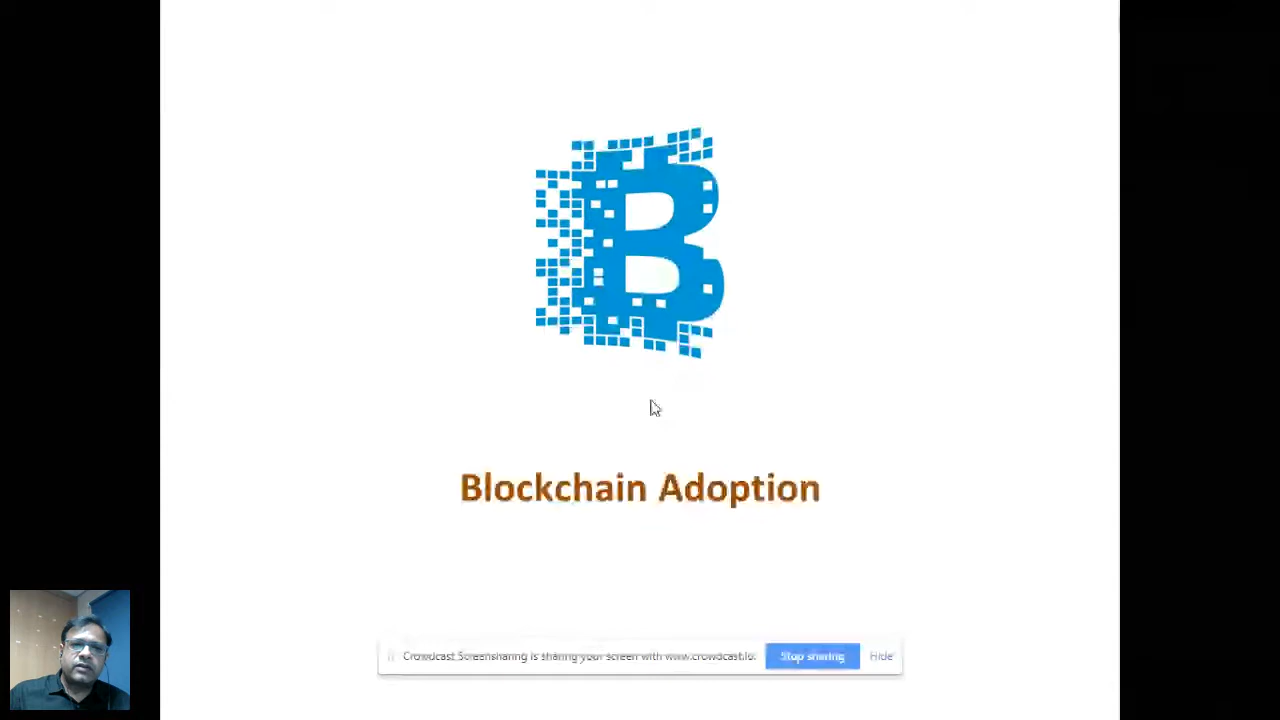 B
Blockchain Adoption
Crowdcast Screensharing is sharing your screen with www.crowdcast.io. Stop sharing Hide